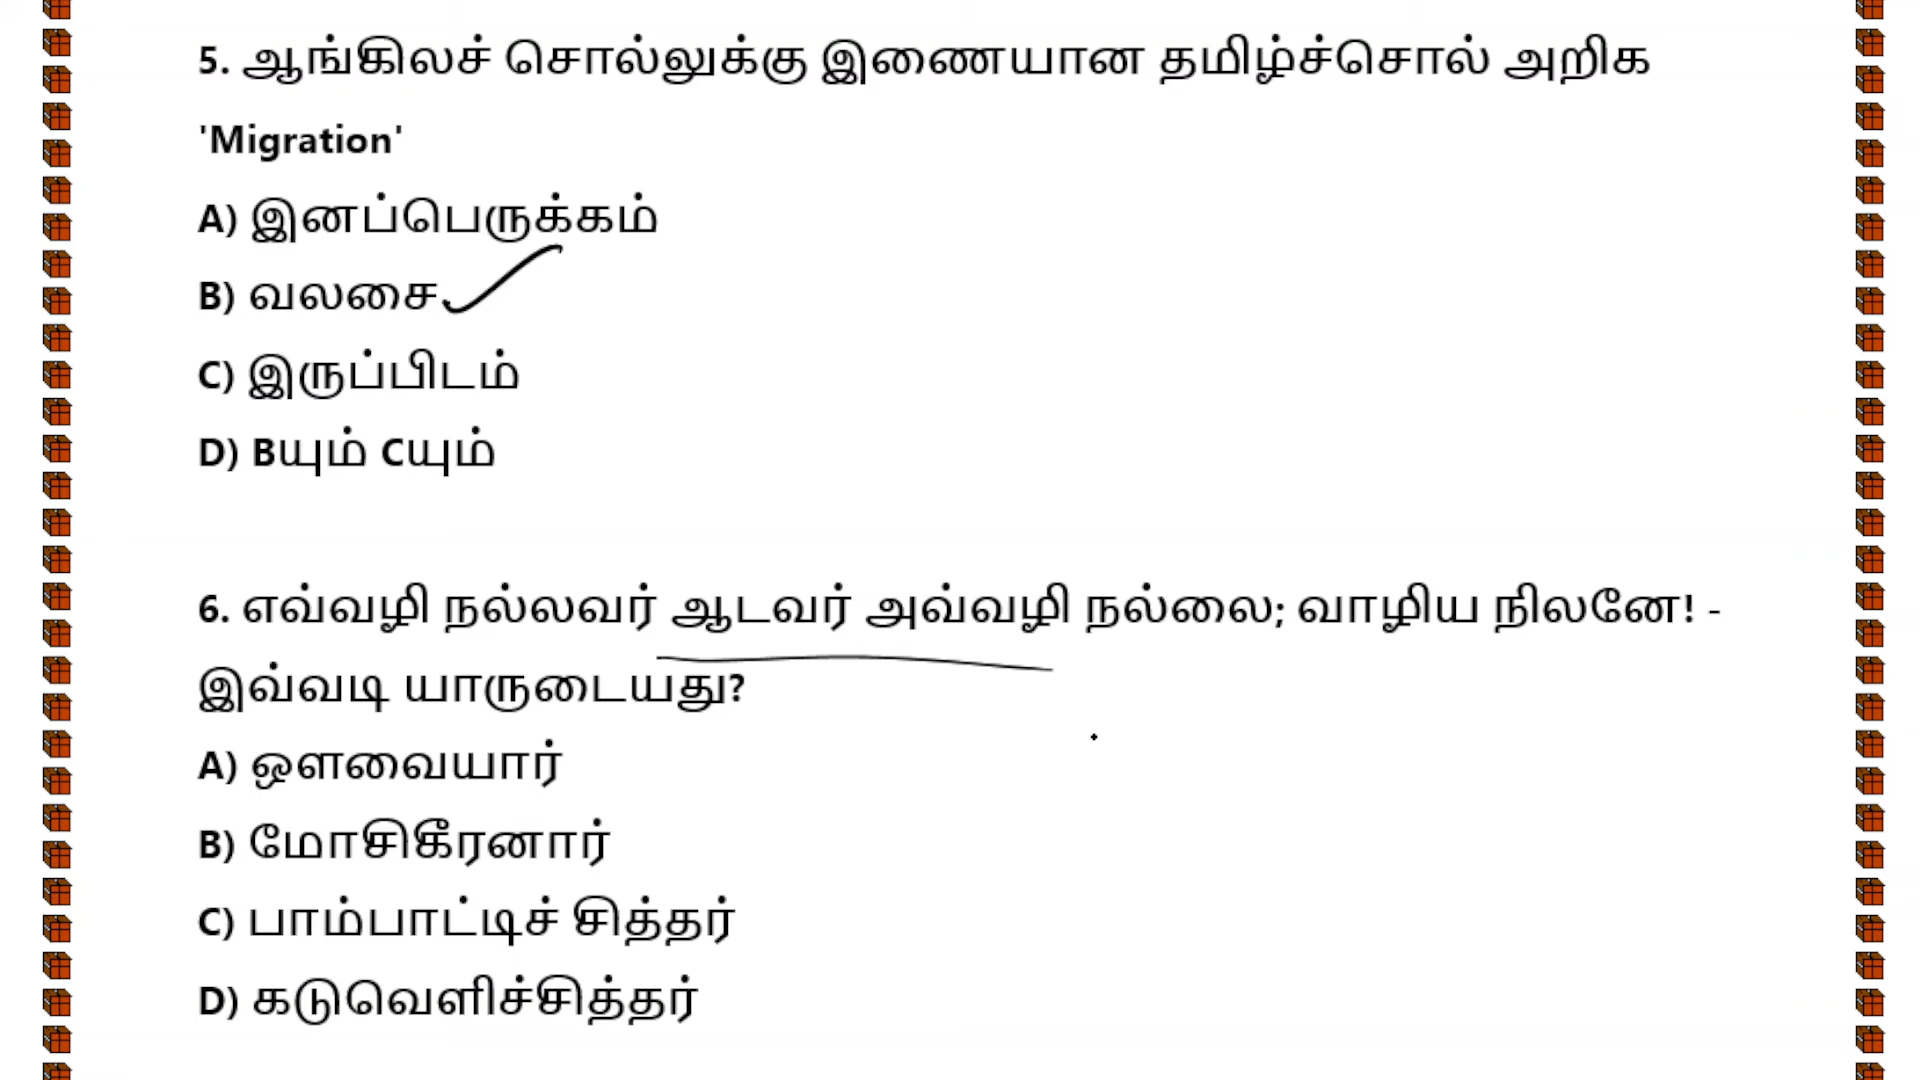 5. ஆங்கிலச் சொல்லுக்கு இணையான தமிழ்ச்சொல் அறிக
'Migration'
A) இனப்பெருக்கம்
B) வலசை
C) இருப்பிடம்
D) Bயும் Cயும்
6. எவ்வழி நல்லவர் ஆடவர் அவ்வழி நல்லை; வாழிய நிலனே! -
இவ்வடி யாருடையது?
A) ஔவையார்
B) மோசிகீரனார்
C) பாம்பாட்டிச் சித்தர்
D) கடுவெளிச்சித்தர்